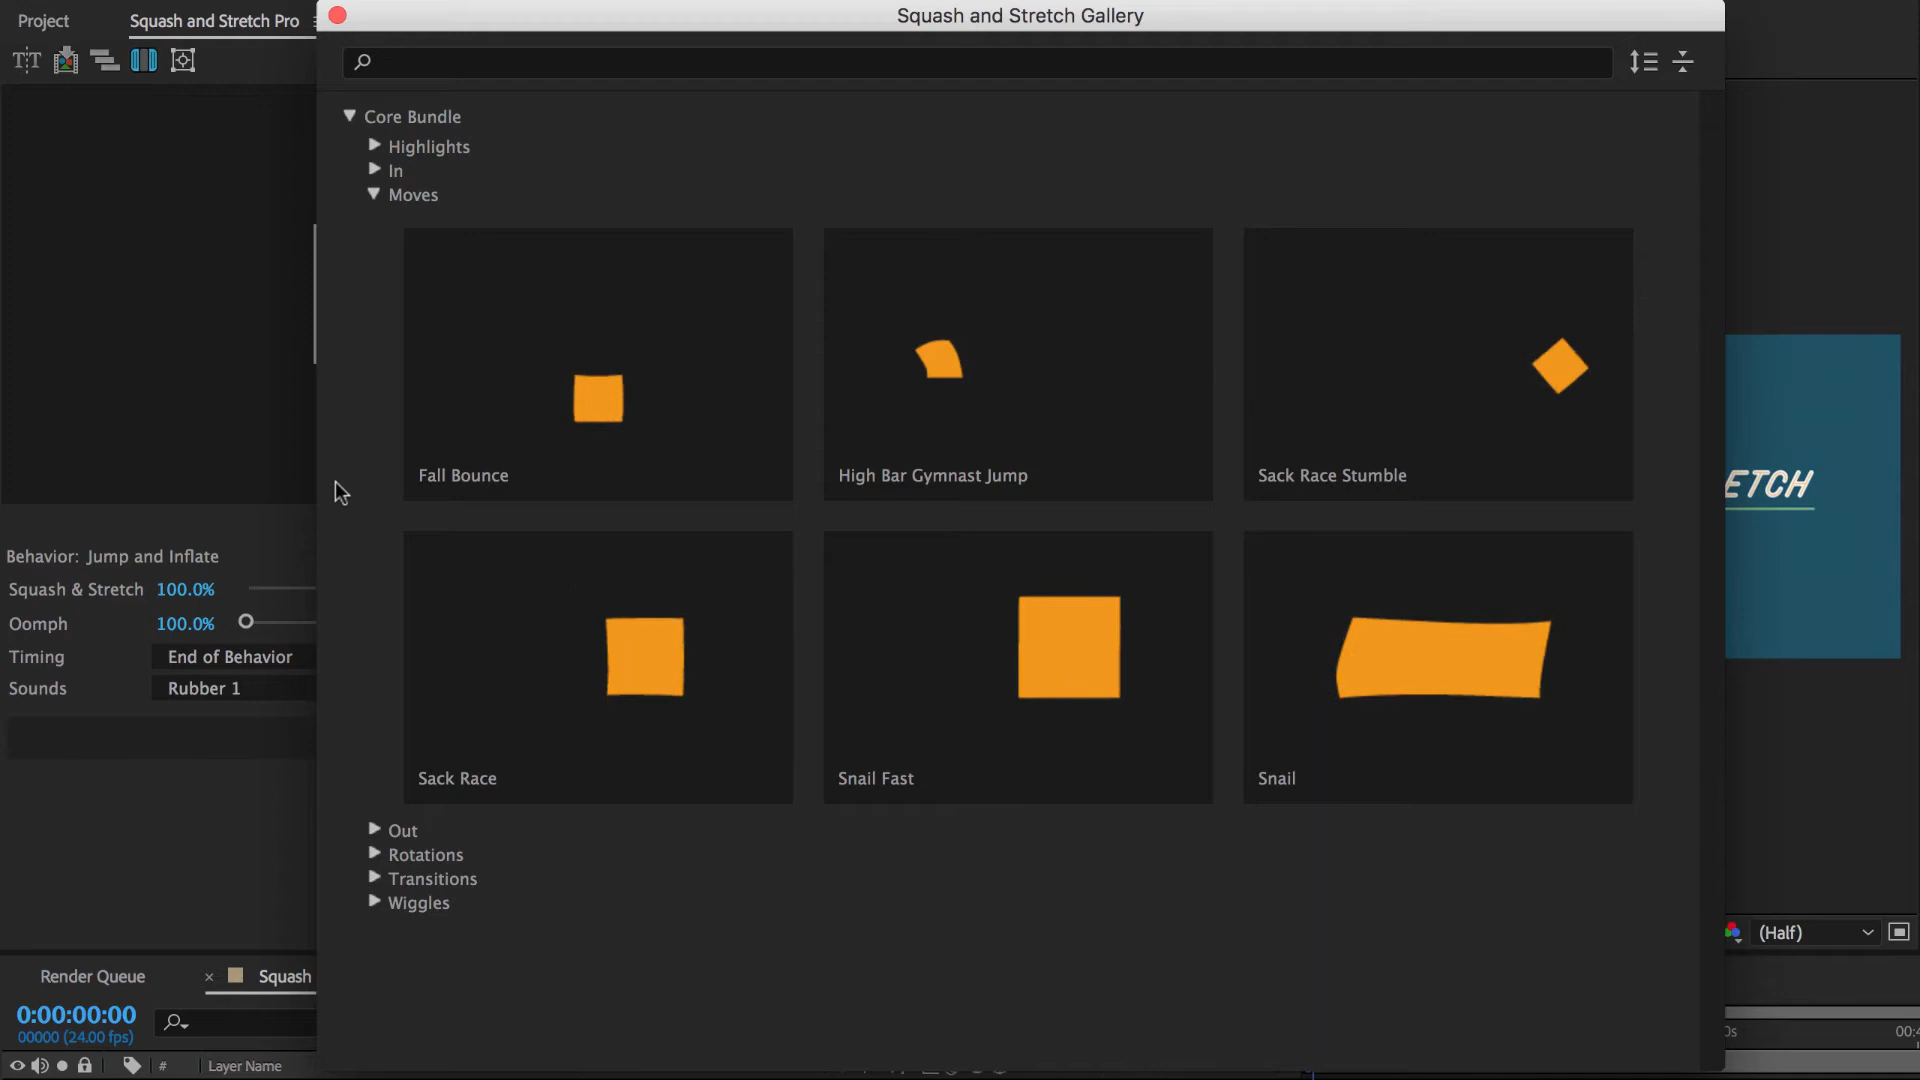 Project
Squash and Stretch Pro
Squash and Stretch Gallery
Core Bundle
Highlights
In
Moves
Fall Bounce
High Bar Gymnast Jump
Sack Race Stumble
Sack Race
Snail Fast
Snail
Out
Rotations
Transitions
Wiggles
Behavior: Jump and Inflate
Squash & Stretch 100.0%
Oomph 100.0%
Timing End of Behavior
Sounds Rubber 1
ETCH
(Half)
Render Queue
× Squash
0:00:00:00
00000 (24.00 fps)
# Layer Name
0s
00:4